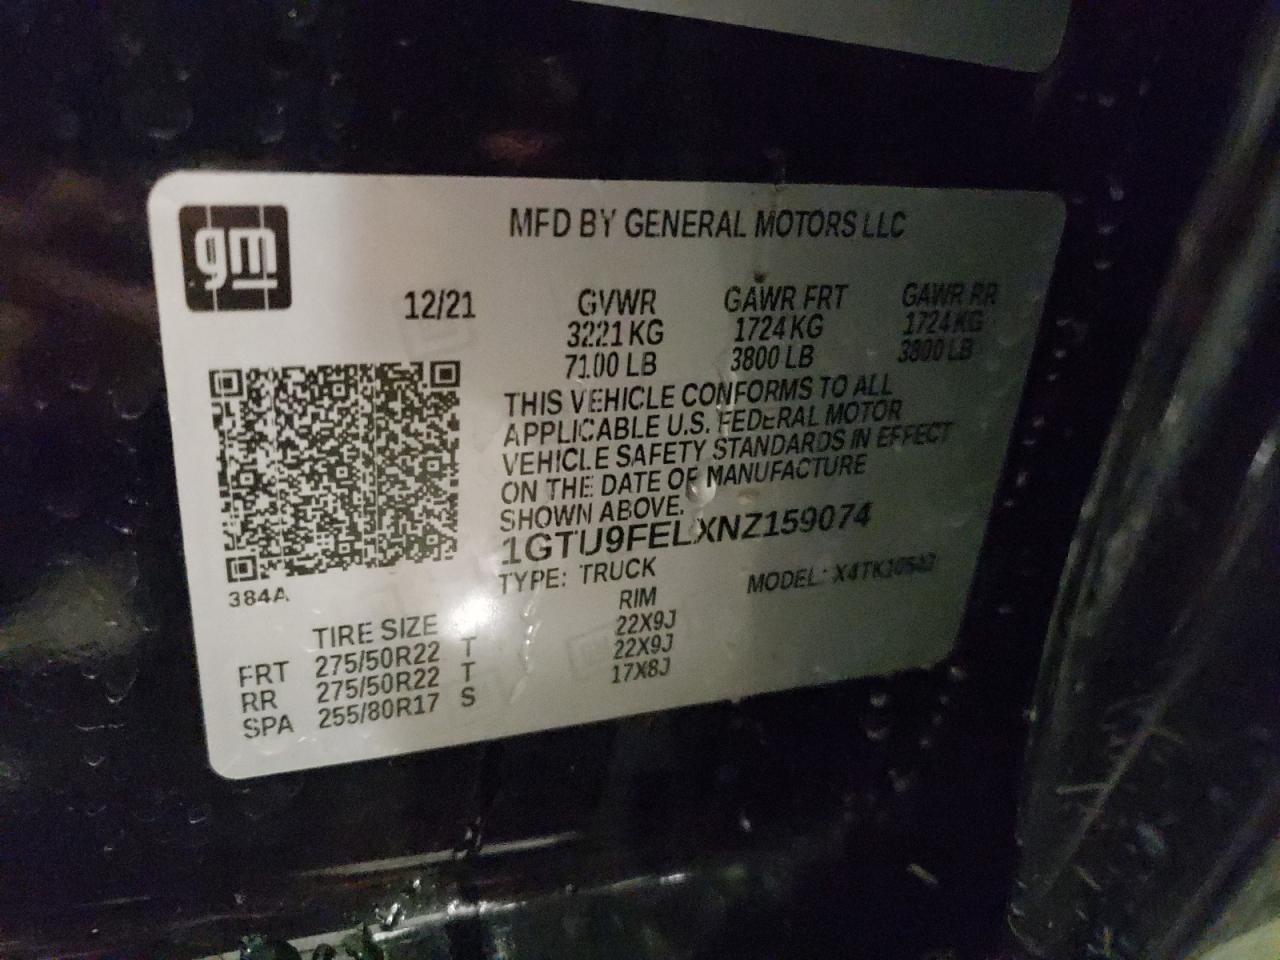 gm
MFD BY GENERAL MOTORS LLC
12/21 GVWR GAWR FRT GAWR RR
3221 KG 1724 KG 1724 KG
7100 LB 3800 LB 3800 LB
THIS VEHICLE CONFORMS TO ALL
APPLICABLE U.S. FEDERAL MOTOR
VEHICLE SAFETY STANDARDS IN EFFECT
ON THE DATE OF MANUFACTURE
SHOWN ABOVE.
1GTU9FELXNZ159074
TYPE: TRUCK MODEL:
384A
TIRE SIZE RIM
FRT 275/50R22 T 22X9J
RR 275/50R22 T 22X9J
SPA 255/80R17 S 17X8J